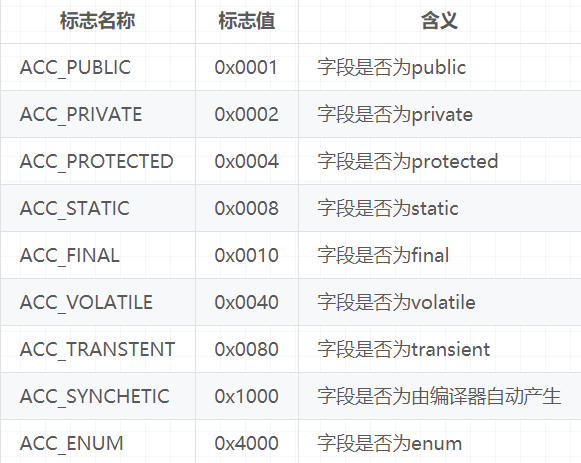 标志名称 标志值 含义
ACC_PUBLIC 0x0001 字段是否为public
ACC_PRIVATE 0x0002 字段是否为private
ACC_PROTECTED 0x0004 字段是否为protected
ACC_STATIC 0x0008 字段是否为static
ACC_FINAL 0x0010 字段是否为final
ACC_VOLATILE 0x0040 字段是否为volatile
ACC_TRANSTENT 0x0080 字段是否为transient
ACC_SYNCHETIC 0x1000 字段是否为由编译器自动产生
ACC_ENUM 0x4000 字段是否为enum